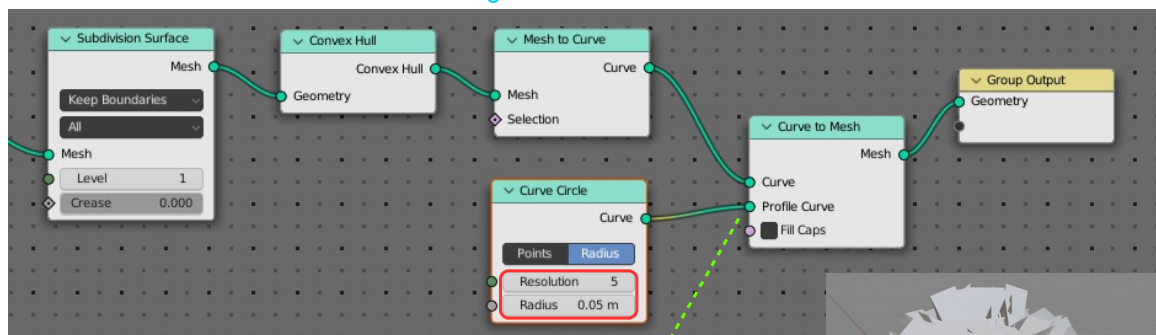 Subdivision Surface
Mesh
Keep Boundaries
All
Mesh
Level 1
Crease 0.000
Convex Hull
Convex Hull
Geometry
Mesh to Curve
Curve
Mesh
Selection
Curve Circle
Curve
Points Radius
Resolution 5
Radius 0.05 m
Curve to Mesh
Mesh
Curve
Profile Curve
Fill Caps
Group Output
Geometry